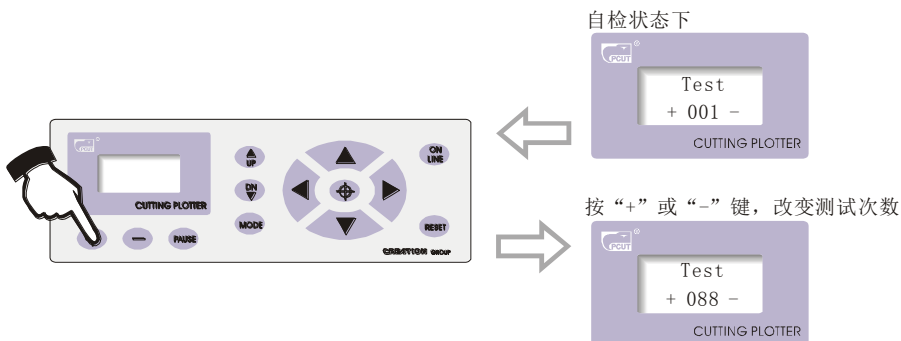 自检状态下
PCUT
Test
+ 001 -
CUTTING PLOTTER
UP
DN
MODE
ON
LINE
RESET
CUTTING PLOTTER
－
PAUSE
CREATION GROUP
按“+”或“-”键，改变测试次数
PCUT
Test
+ 088 -
CUTTING PLOTTER